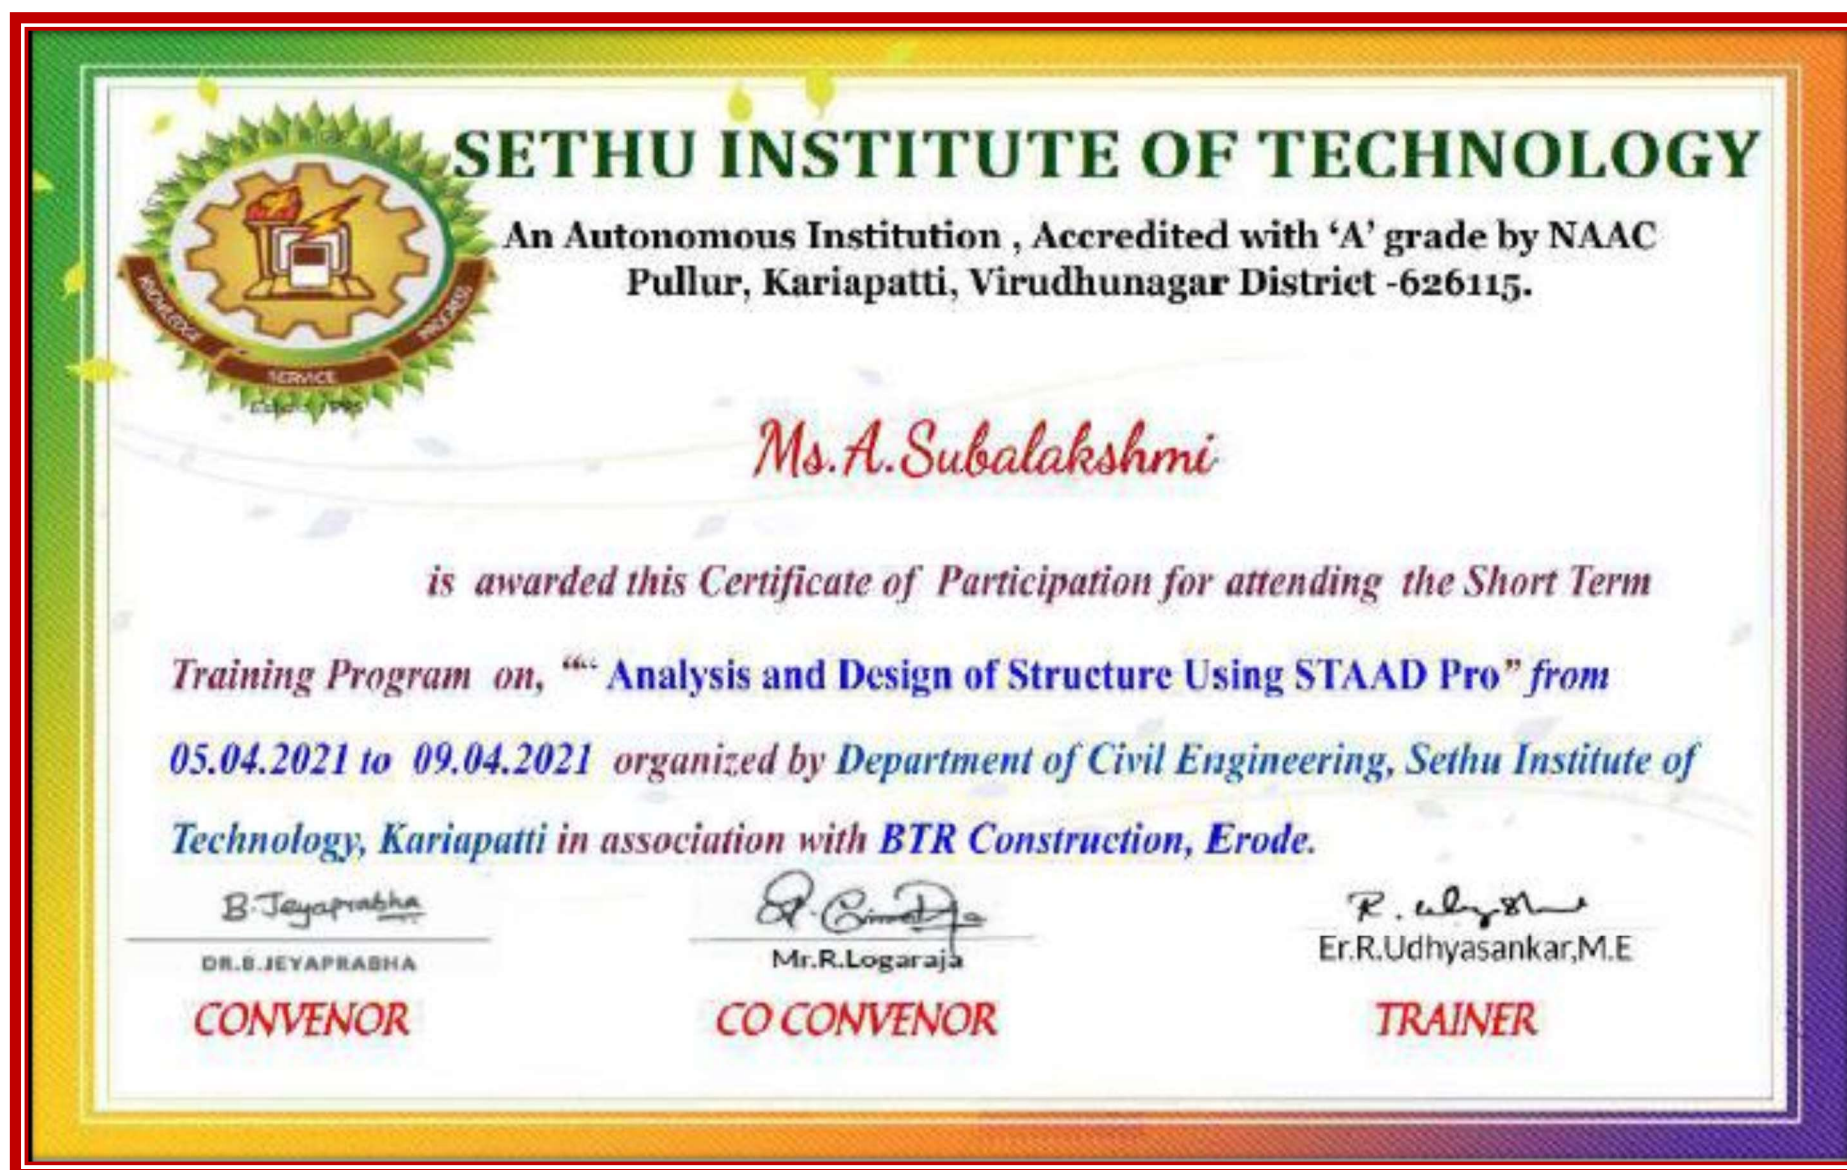 SETHU INSTITUTE OF TECHNOLOGY
An Autonomous Institution , Accredited with ‘A’ grade by NAAC
Pullur, Kariapatti, Virudhunagar District -626115.
KNOWLEDGE
SERVICE
PROGRESS
Ms.A.Subalakshmi
is awarded this Certificate of Participation for attending the Short Term
Training Program on, ““ Analysis and Design of Structure Using STAAD Pro” from
05.04.2021 to 09.04.2021 organized by Department of Civil Engineering, Sethu Institute of
Technology, Kariapatti in association with BTR Construction, Erode.
B.Jeyaprabha
DR.B.JEYAPRABHA
Mr.R.Logaraja
Er.R.Udhyasankar,M.E
CONVENOR
CO CONVENOR
TRAINER